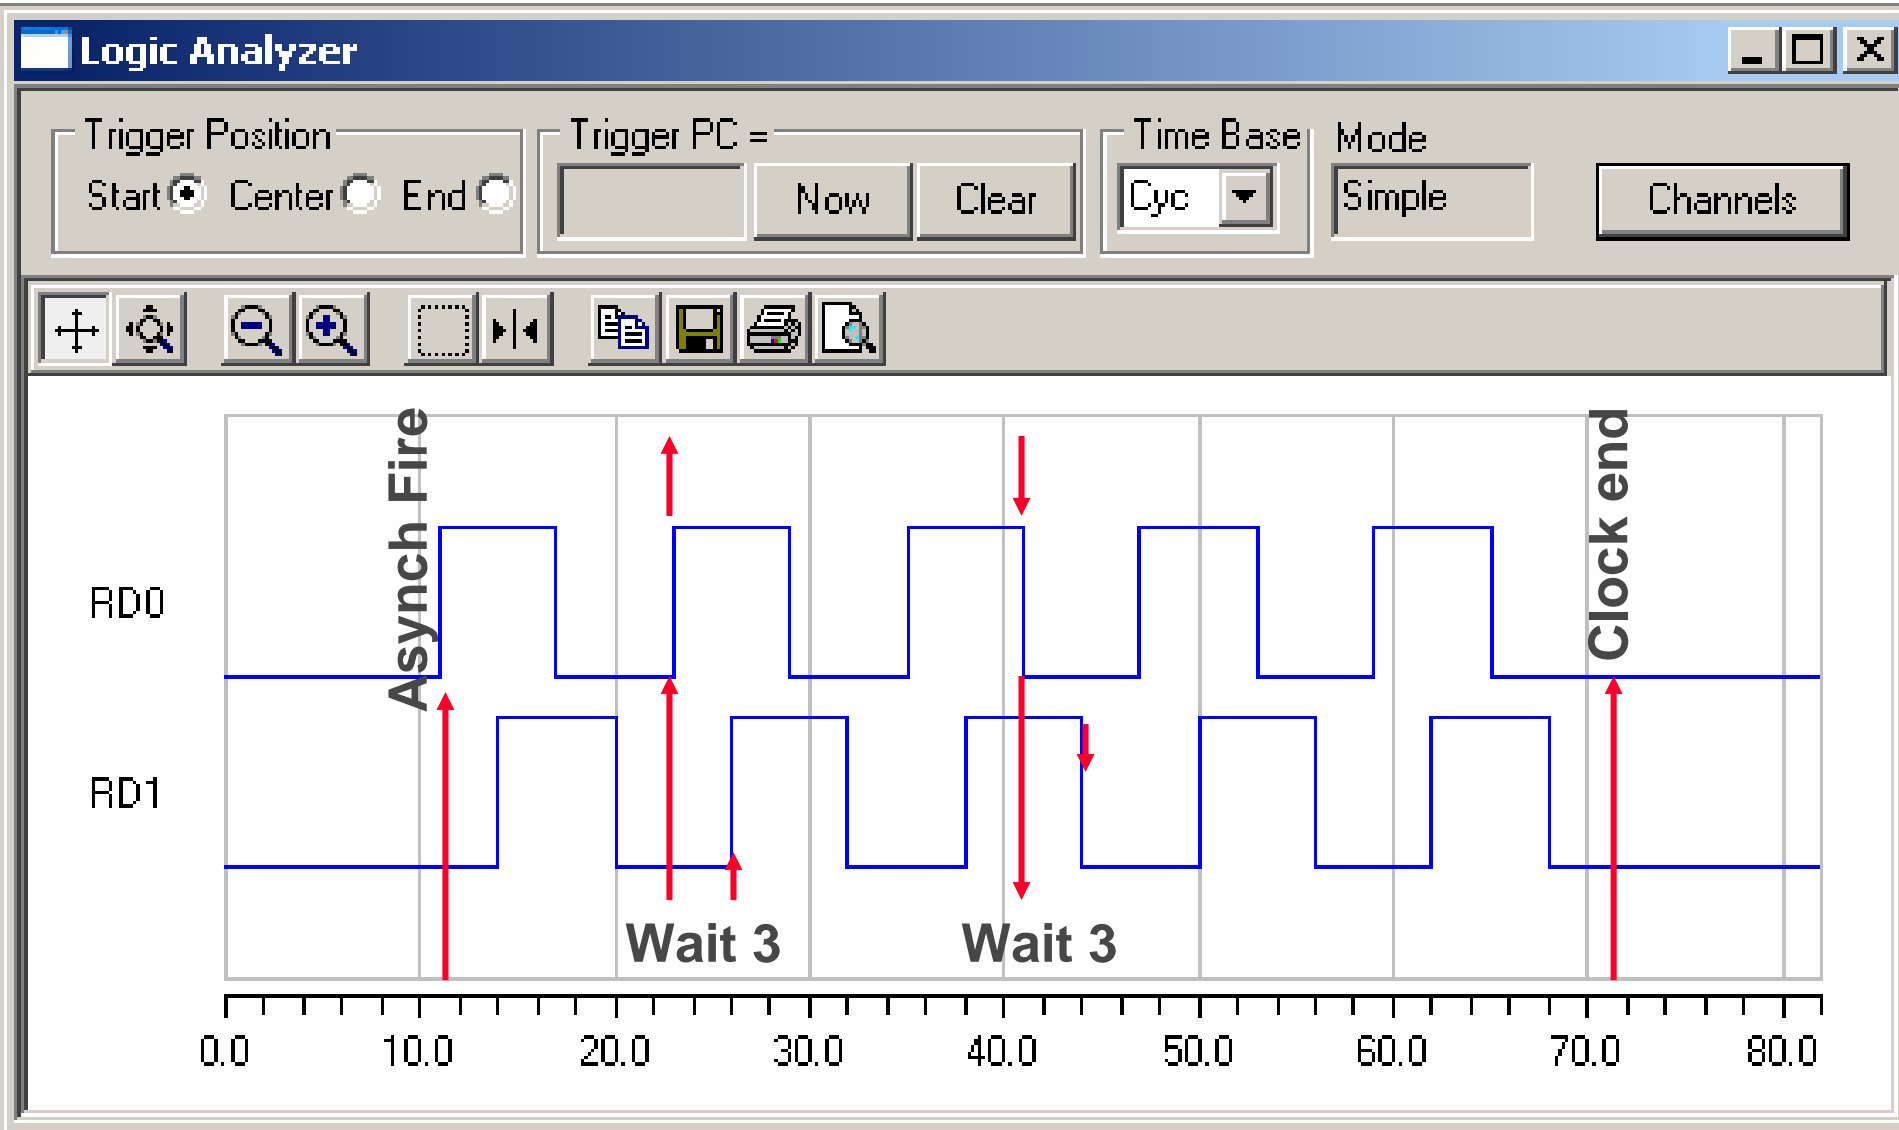 Logic Analyzer
Trigger Position
Start Center End
Trigger PC =
Now Clear
Time Base
Cyc
Mode
Simple
Channels
Asynch Fire
Clock end
RD0
RD1
Wait 3 Wait 3
0.0 10.0 20.0 30.0 40.0 50.0 60.0 70.0 80.0